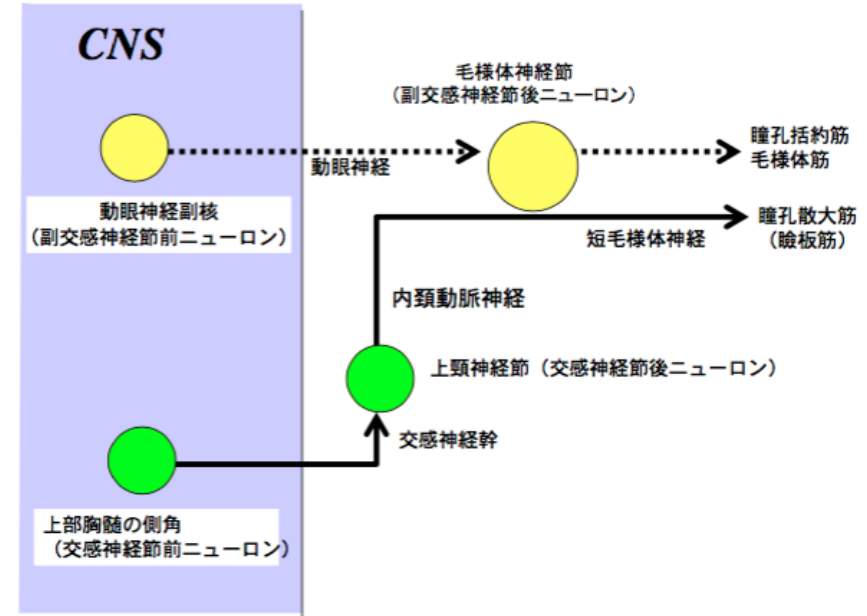 CNS
毛様体神経節
（副交感神経節後ニューロン）
瞳孔括約筋
毛様体筋
動眼神経
動眼神経副核
（副交感神経節前ニューロン）
瞳孔散大筋
（瞼板筋）
短毛様体神経
内頚動脈神経
上頸神経節（交感神経節後ニューロン）
交感神経幹
上部胸髄の側角
（交感神経節前ニューロン）